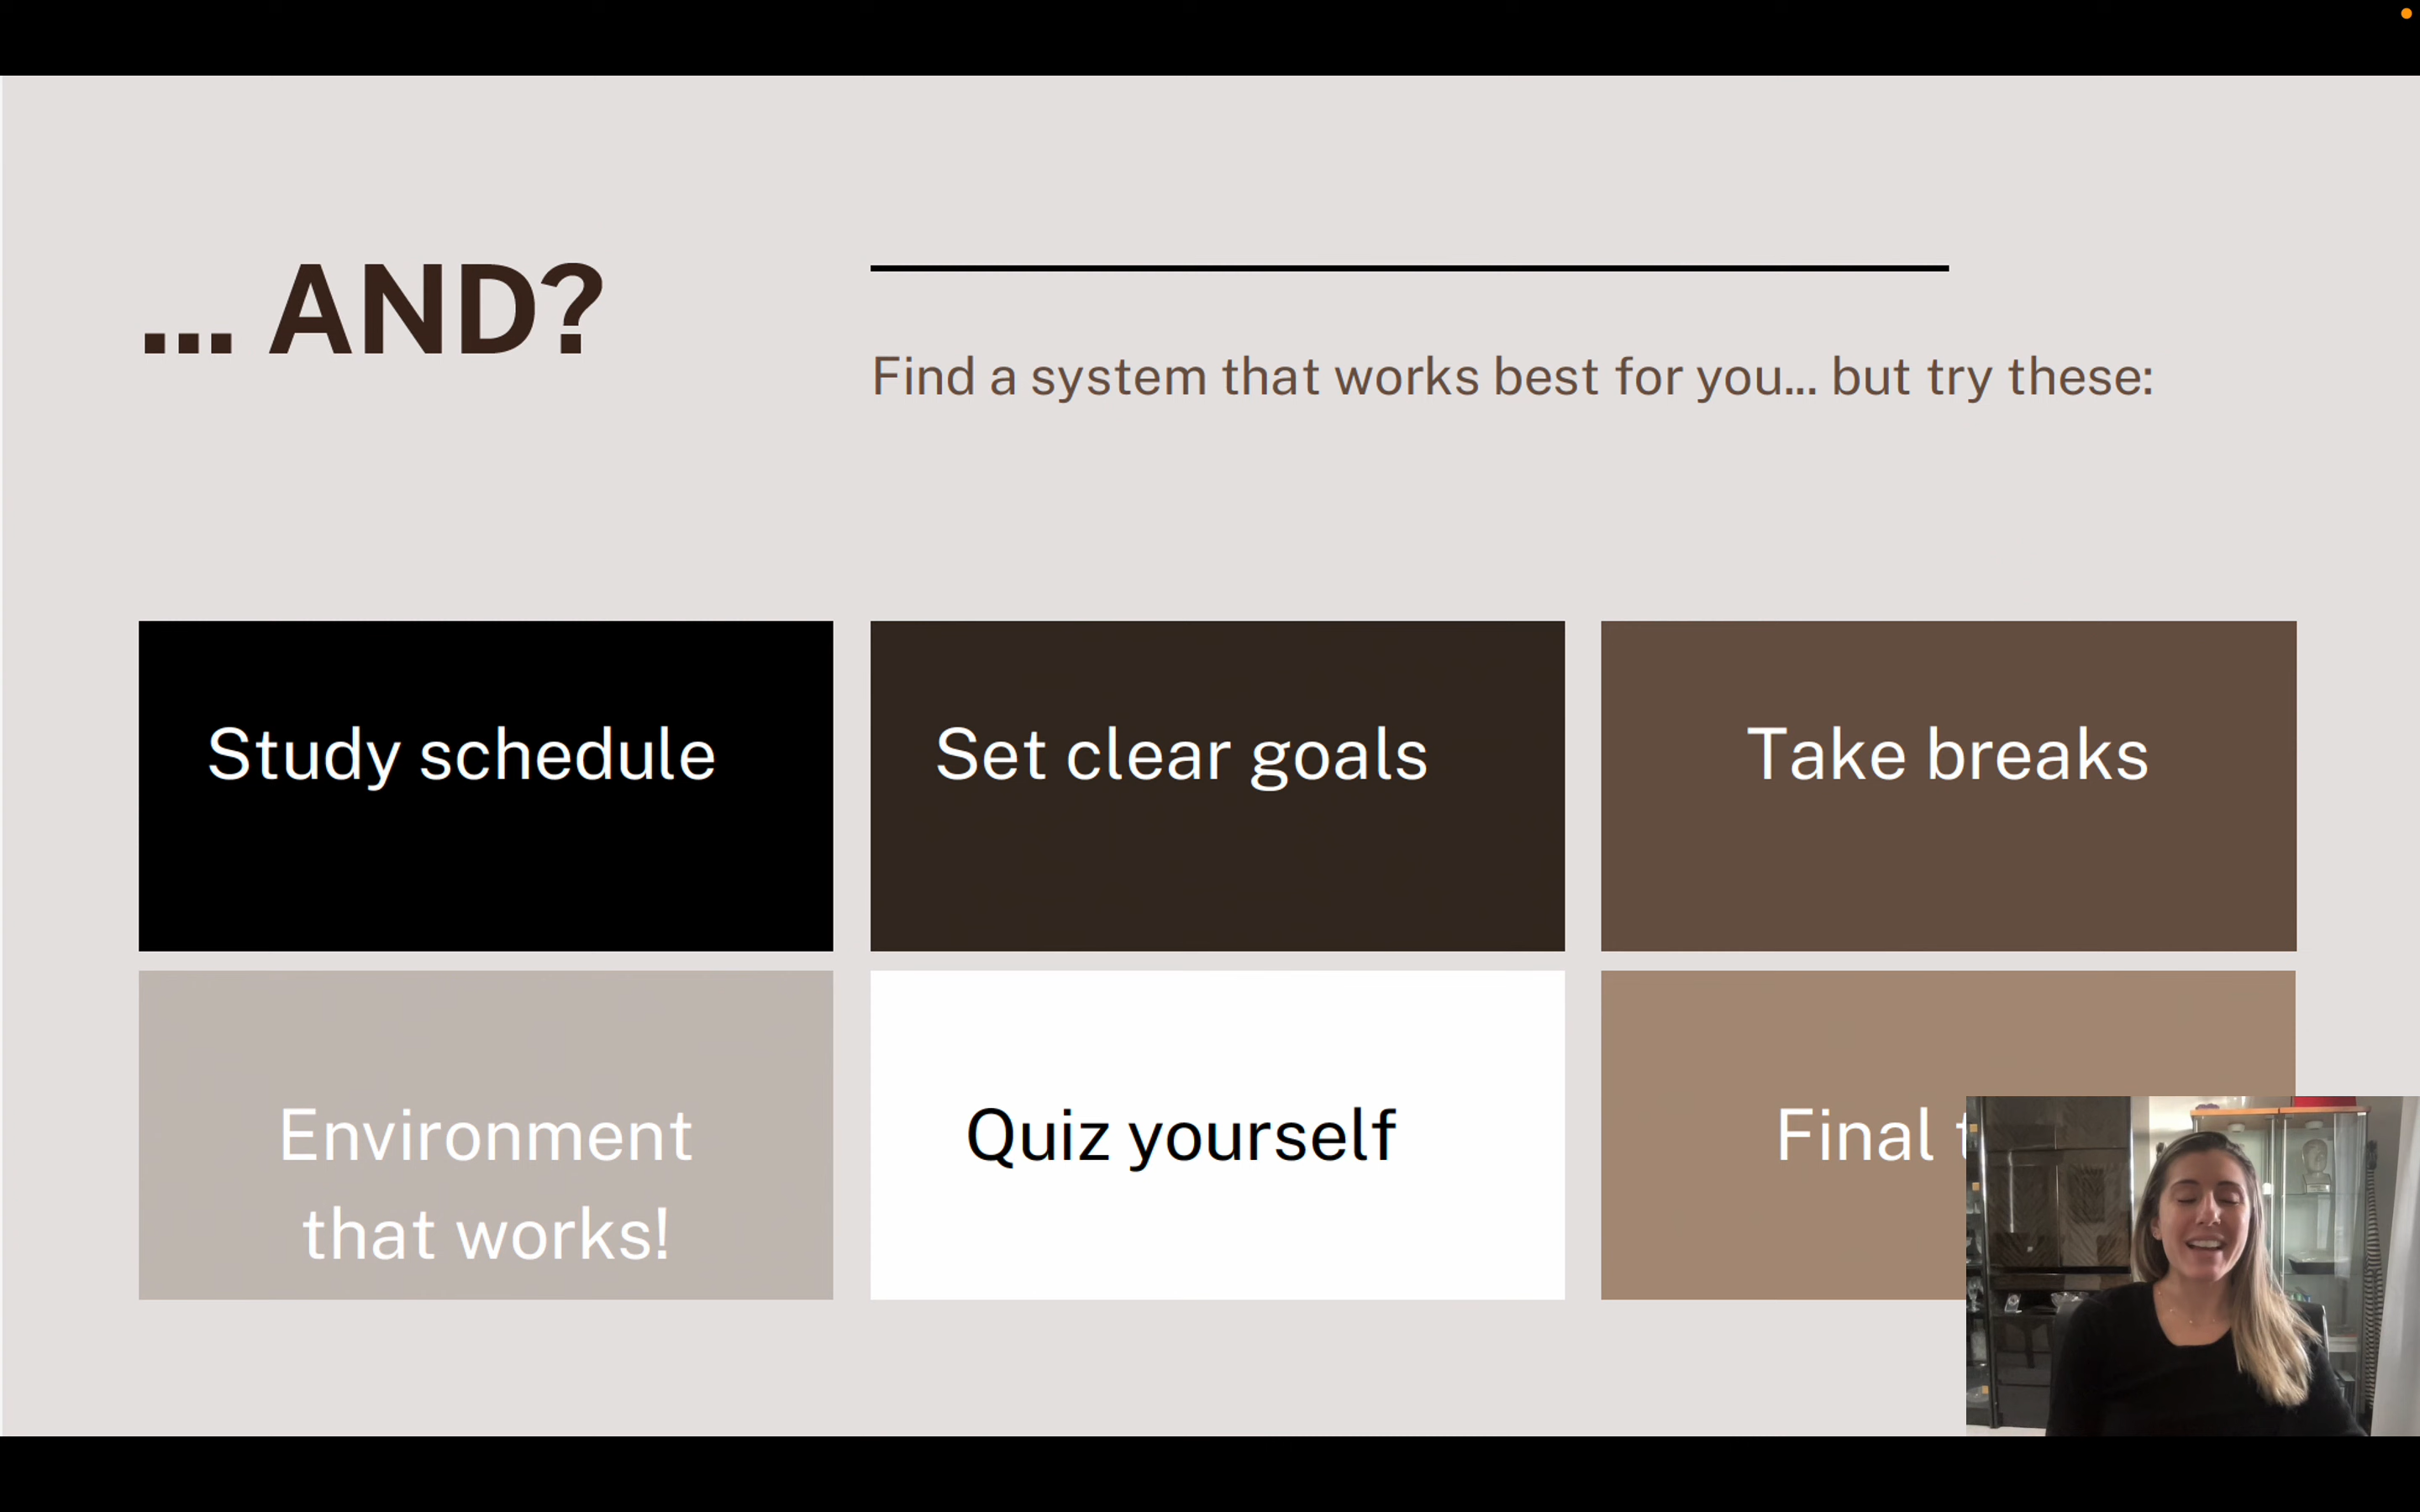 ... AND?
Find a system that works best for you... but try these:
Study schedule
Set clear goals
Take breaks
Environment
that works!
Quiz yourself
Final